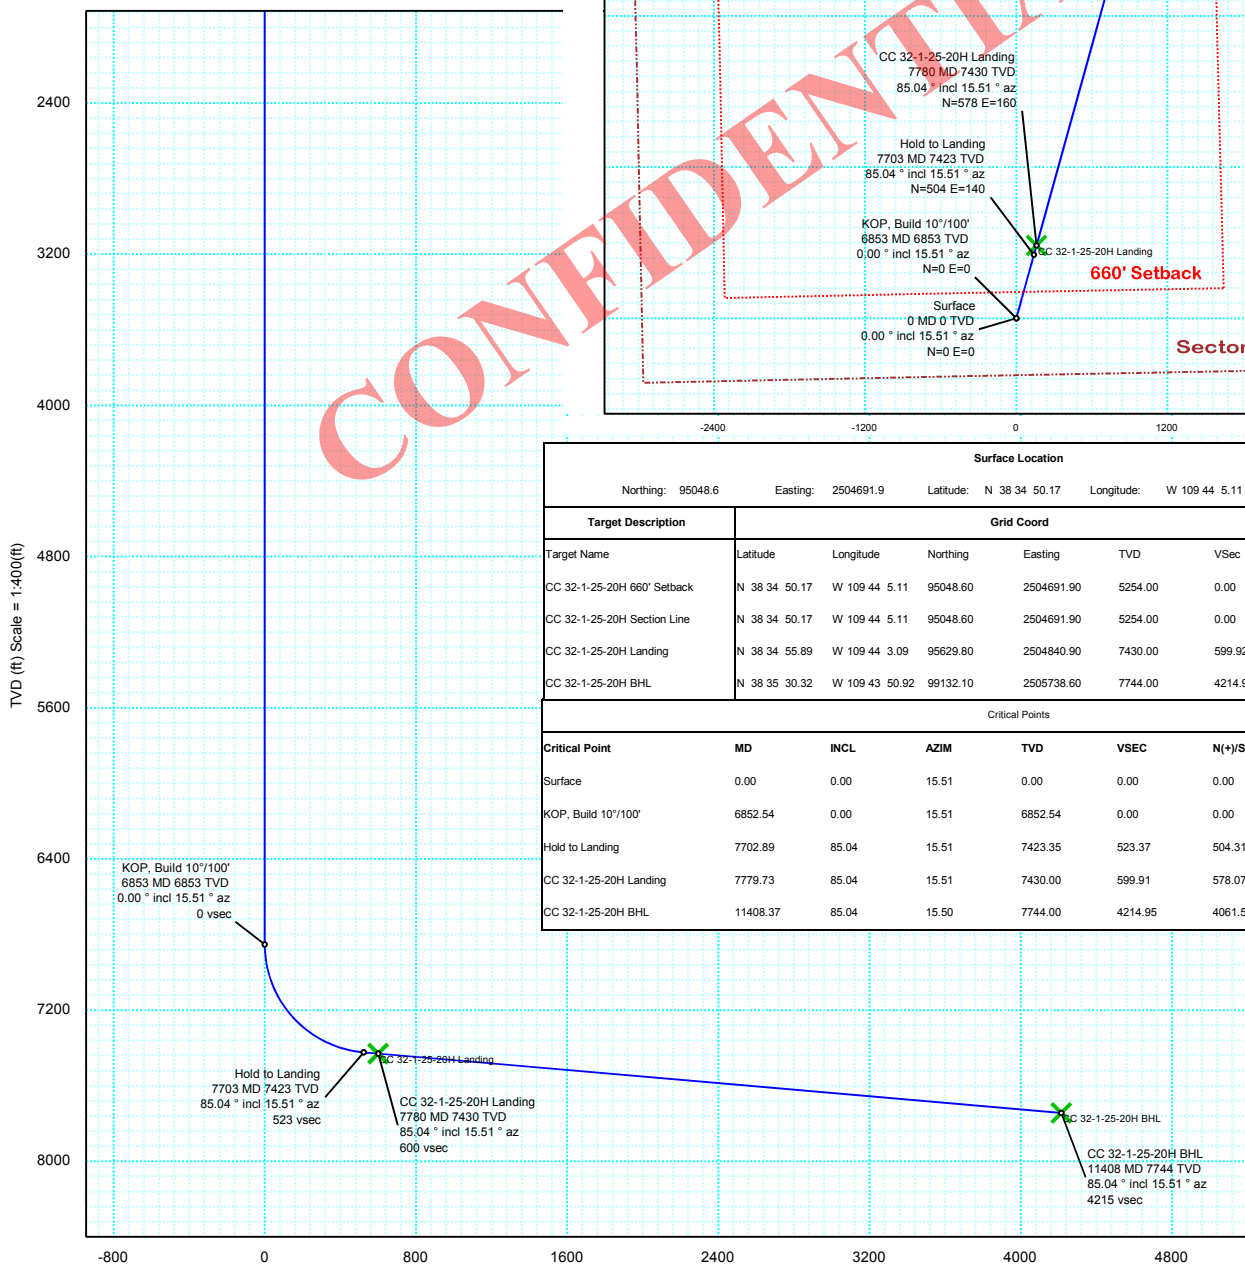 CONFIDENTIA
CC 32-1-25-20H Landing
7780 MD 7430 TVD
85.04 ° incl 15.51 ° az
N=578 E=160
Hold to Landing
7703 MD 7423 TVD
85.04 ° incl 15.51 ° az
N=504 E=140
KOP, Build 10°/100'
6853 MD 6853 TVD
0.00 ° incl 15.51 ° az
N=0 E=0
CC 32-1-25-20H Landing
660' Setback
Surface
0 MD 0 TVD
0.00 ° incl 15.51 ° az
N=0 E=0
Sector
-2400 -1200 0 1200
Surface Location
Northing: 95048.6 Easting: 2504691.9 Latitude: N 38 34 50.17 Longitude: W 109 44 5.11
Target Description Grid Coord
Target Name Latitude Longitude Northing Easting TVD VSec
CC 32-1-25-20H 660' Setback N 38 34 50.17 W 109 44 5.11 95048.60 2504691.90 5254.00 0.00
CC 32-1-25-20H Section Line N 38 34 50.17 W 109 44 5.11 95048.60 2504691.90 5254.00 0.00
CC 32-1-25-20H Landing N 38 34 55.89 W 109 44 3.09 95629.80 2504840.90 7430.00 599.92
CC 32-1-25-20H BHL N 38 35 30.32 W 109 43 50.92 99132.10 2505738.60 7744.00 4214.9
Critical Points
Critical Point MD INCL AZIM TVD VSEC N(+)/S
Surface 0.00 0.00 15.51 0.00 0.00 0.00
KOP, Build 10°/100' 6852.54 0.00 15.51 6852.54 0.00 0.00
Hold to Landing 7702.89 85.04 15.51 7423.35 523.37 504.31
CC 32-1-25-20H Landing 7779.73 85.04 15.51 7430.00 599.91 578.07
CC 32-1-25-20H BHL 11408.37 85.04 15.50 7744.00 4214.95 4061.5
TVD (ft) Scale = 1:400(ft)
2400
3200
4000
4800
5600
6400
7200
8000
KOP, Build 10°/100'
6853 MD 6853 TVD
0.00 ° incl 15.51 ° az
0 vsec
CC 32-1-25-20H Landing
Hold to Landing
7703 MD 7423 TVD
85.04 ° incl 15.51 ° az
523 vsec
CC 32-1-25-20H Landing
7780 MD 7430 TVD
85.04 ° incl 15.51 ° az
600 vsec
CC 32-1-25-20H BHL
CC 32-1-25-20H BHL
11408 MD 7744 TVD
85.04 ° incl 15.51 ° az
4215 vsec
-800 0 800 1600 2400 3200 4000 4800